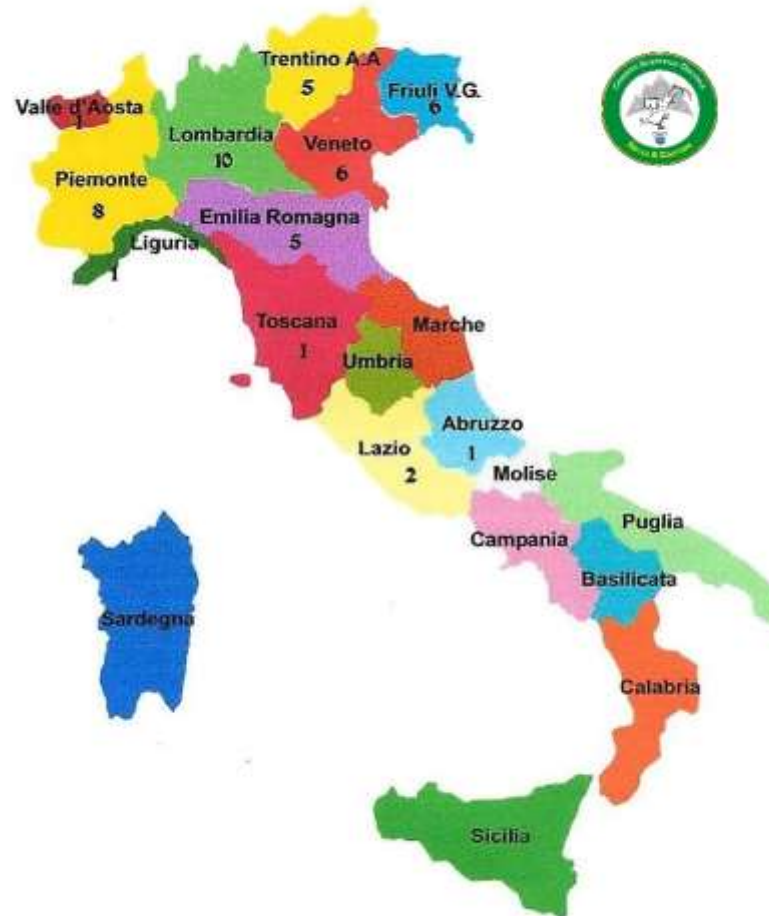 Trentino A.A
5
Friuli V.G.
6
Valle d'Aosta
1
Lombardia
10
Veneto
6
Piemonte
8
Emilia Romagna
5
Liguria
1
Toscana
1
Marche
Umbria
Abruzzo
1
Lazio
2
Molise
Puglia
Campania
Basilicata
Sardegna
Calabria
Sicilia